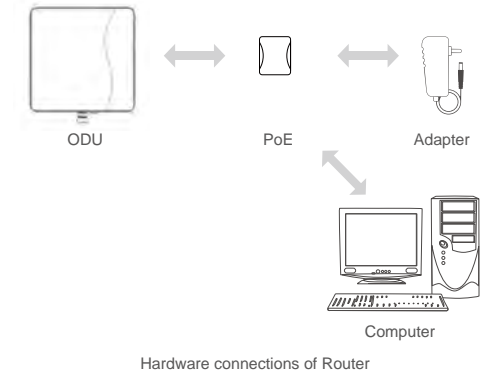 ODU
PoE
Adapter
Computer
Hardware connections of Router